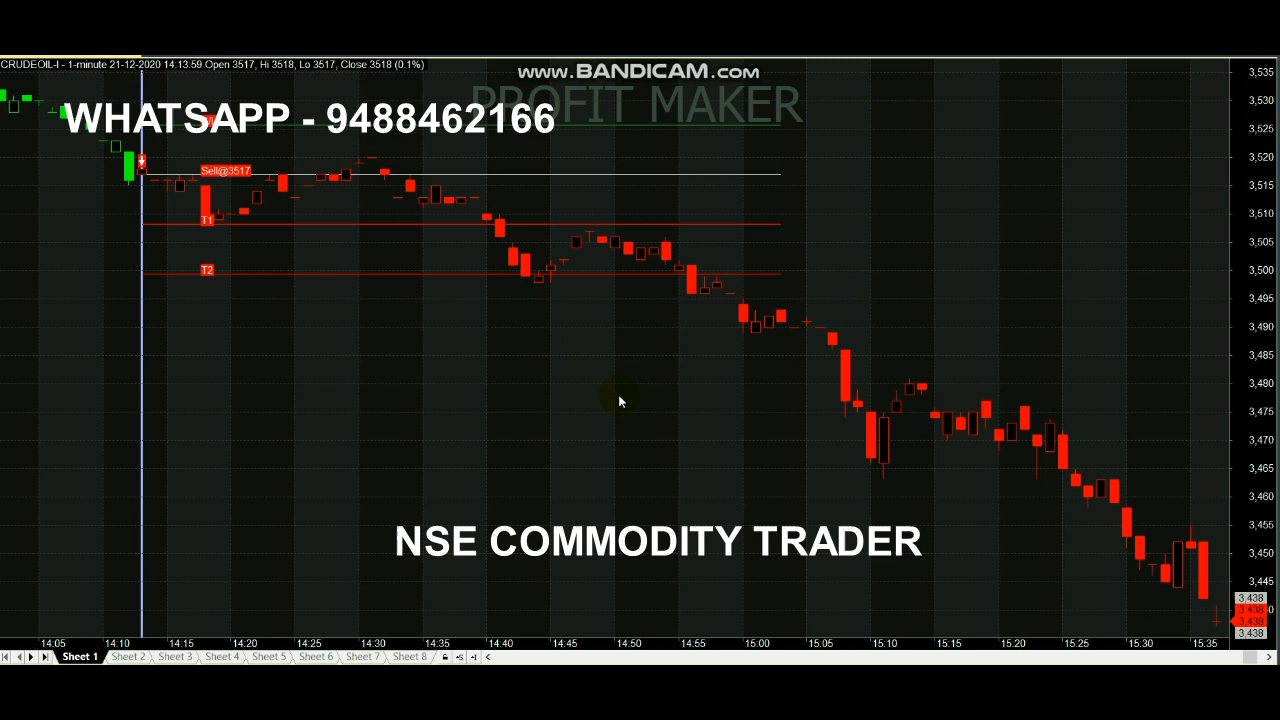 CRUDEOIL-I - 1-minute 21-12-2020 14:13:59 Open 3517, Hi 3518, Lo 3517, Close 3518 (0.1%)
www.BANDICAM.com
PROFIT MAKER
WHATSAPP - 9488462166
Sell@3517
T1
T2
NSE COMMODITY TRADER
3,535
3,530
3,525
3,520
3,515
3,510
3,505
3,500
3,495
3,490
3,485
3,480
3,475
3,470
3,465
3,460
3,455
3,450
3,445
3,438
3,438
3,438
3,438
14:05 14:10 14:15 14:20 14:25 14:30 14:35 14:40 14:45 14:50 14:55 15:00 15:05 15:10 15:15 15:20 15:25 15:30 15:35
Sheet 1 Sheet 2 Sheet 3 Sheet 4 Sheet 5 Sheet 6 Sheet 7 Sheet 8